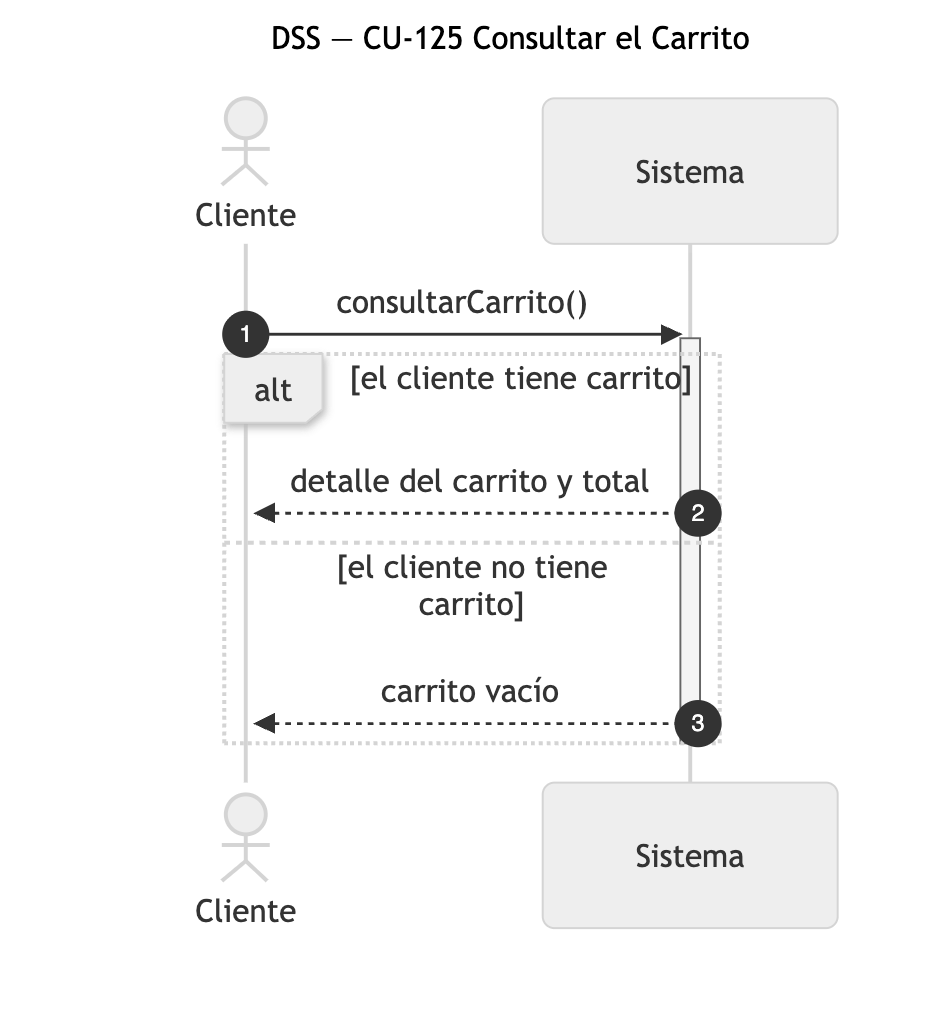 DSS — CU-125 Consultar el Carrito
Cliente
Sistema
consultarCarrito()
1
alt
[el cliente tiene carrito]
detalle del carrito y total
2
[el cliente no tiene
carrito]
carrito vacío
3
Cliente
Sistema